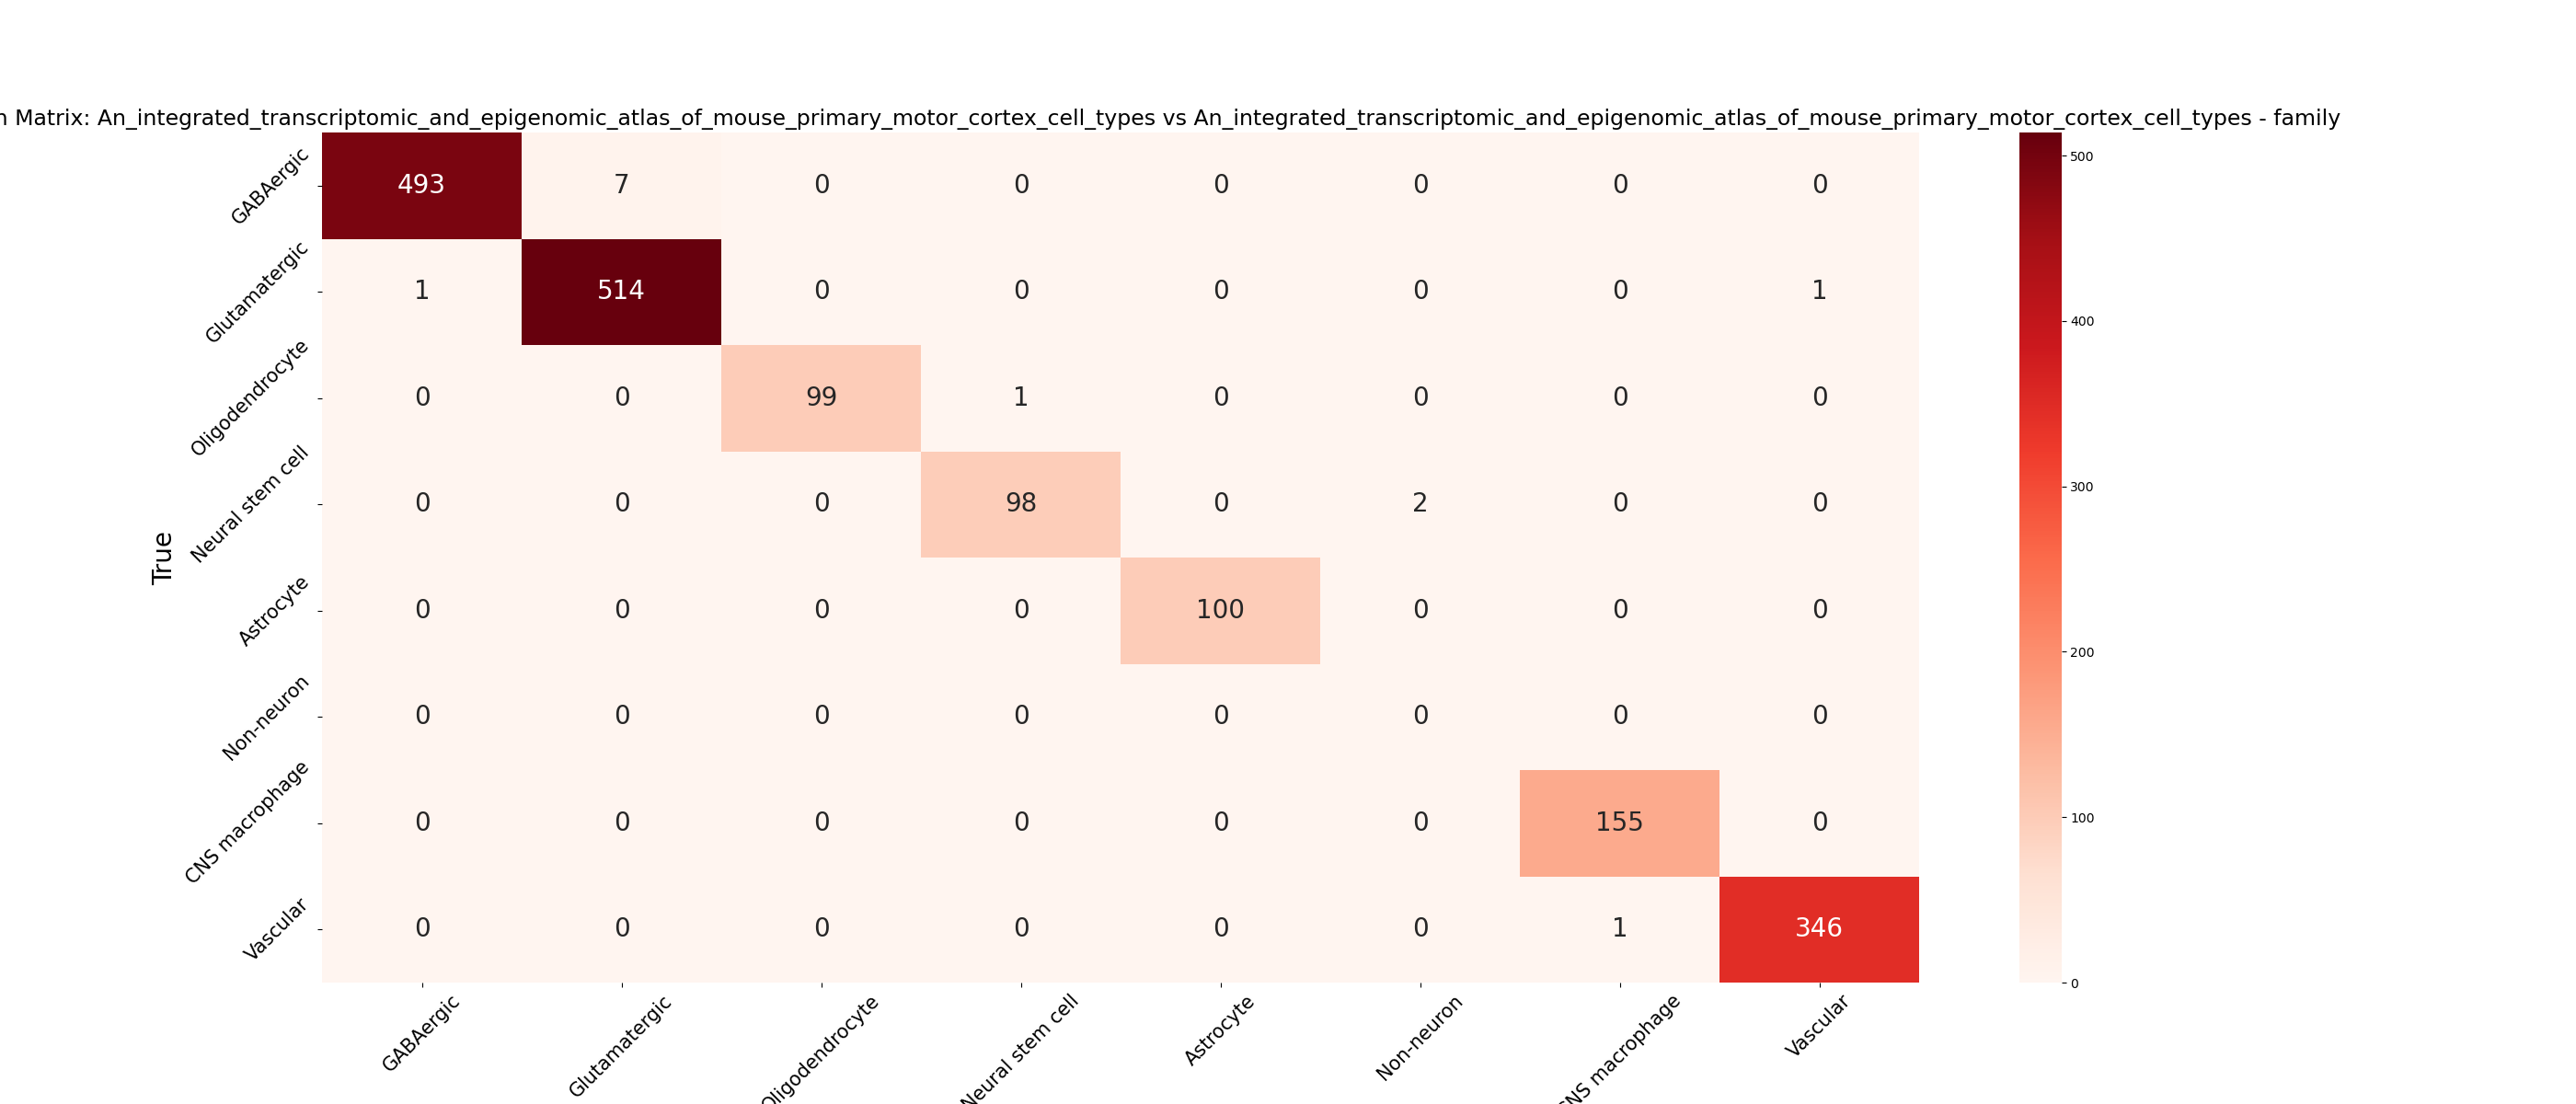 n Matrix: An_integrated_transcriptomic_and_epigenomic_atlas_of_mouse_primary_motor_cortex_cell_types vs An_integrated_transcriptomic_and_epigenomic_atlas_of_mouse_primary_motor_cortex_cell_types - family
GABAergic 493 7 0 0 0 0 0 0
Glutamatergic 1 514 0 0 0 0 0 1
Oligodendrocyte 0 0 99 1 0 0 0 0
Neural stem cell 0 0 0 98 0 2 0 0
Astrocyte 0 0 0 0 100 0 0 0
Non-neuron 0 0 0 0 0 0 0 0
CNS macrophage 0 0 0 0 0 0 155 0
Vascular 0 0 0 0 0 0 1 346
True
GABAergic Glutamatergic Oligodendrocyte Neural stem cell Astrocyte Non-neuron CNS macrophage Vascular
500
400
300
200
100
0